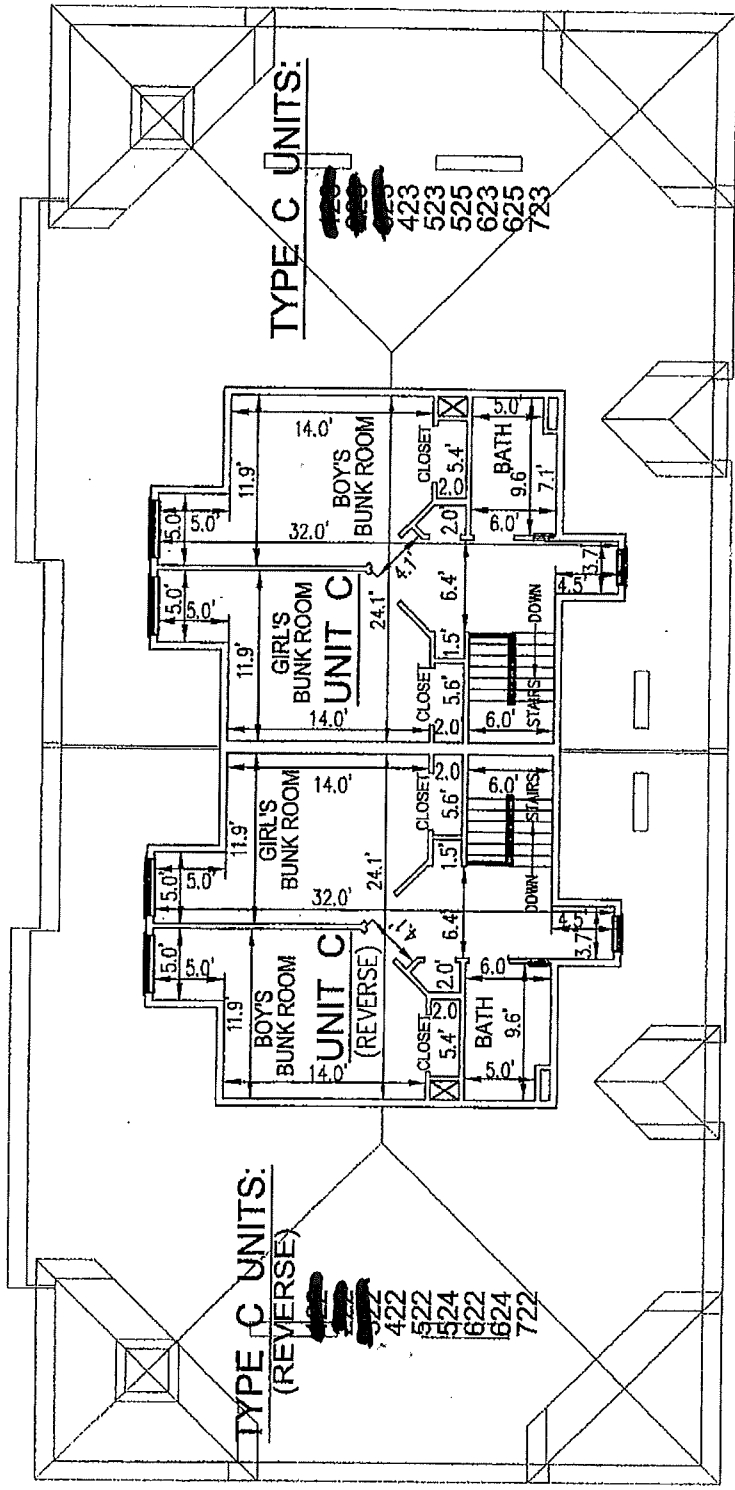 TYPE C UNITS:
(REVERSE)
422
522
524
622
624
722
TYPE C UNITS:
423
523
525
623
625
723
5.0'
5.0'
5.0'
5.0'
11.9'
11.9'
BOY'S
BUNK ROOM
GIRL'S
BUNK ROOM
32.0'
UNIT C
(REVERSE)
14.0'
14.0'
24.1'
4.1'
CLOSET
5.4'
2.0
2.0'
CLOSET
5.6'
2.0
1.5'
6.4'
BATH
9.6"
5.0'
6.0'
6.0'
DOWN
STAIRS
4.5'
3.7'
5.0'
5.0'
5.0'
5.0'
11.9'
11.9'
GIRL'S
BUNK ROOM
BOY'S
BUNK ROOM
32.0'
UNIT C
14.0'
14.0'
24.1"
4.1'
CLOSET
5.6'
2.0'
1.5'
CLOSET
5.4'
2.0
2.0'
6.4'
6.0'
STAIRS
DOWN
BATH
9.6"
5.0'
6.0'
7.1'
4.5'
3.7'